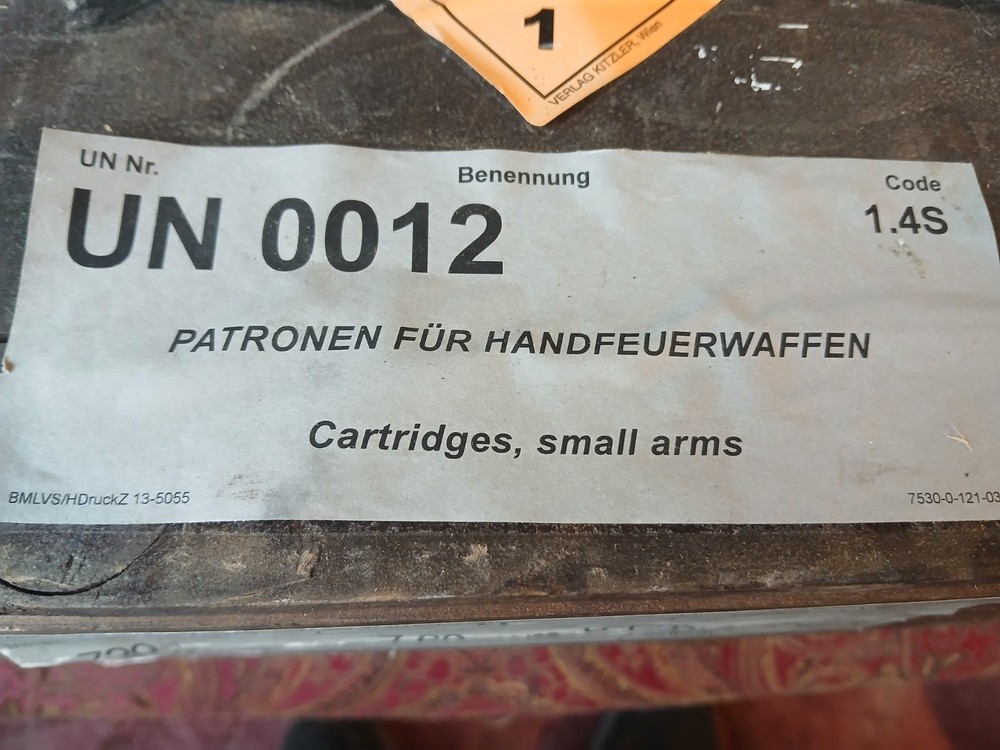 1
VERLAG KITZLER, Wien
UN Nr.
Benennung
Code
UN 0012
1.4S
PATRONEN FÜR HANDFEUERWAFFEN
Cartridges, small arms
BMLVS/HDruckZ 13-5055
7530-0-121-03